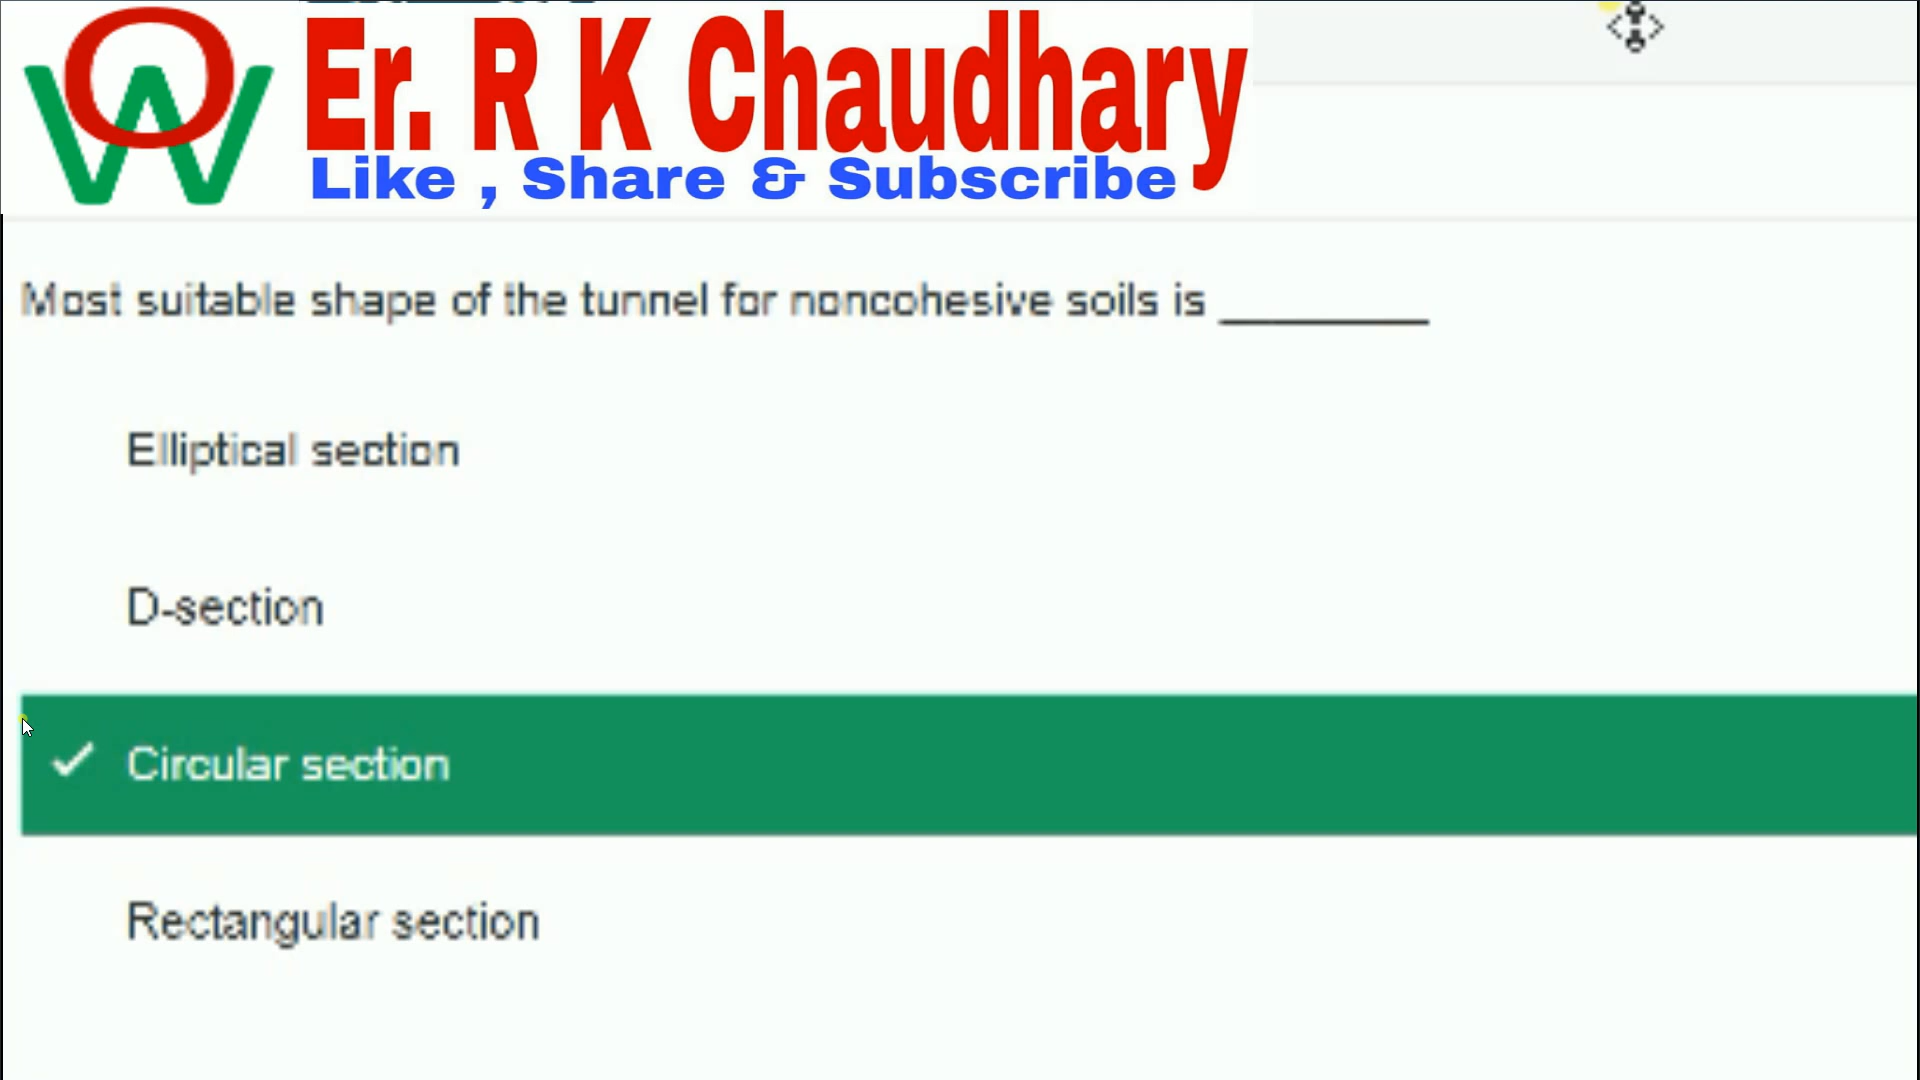 Er. R K Chaudhary
Like , Share & Subscribe
Most suitable shape of the tunnel for noncohesive soils is ________
Elliptical section
D-section
Circular section
Rectangular section